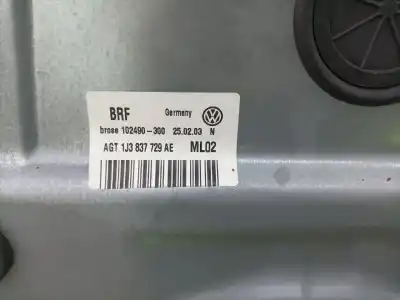 BRF Germany
brose 102490-300 25.02.03 N
AGT 1J3 837 729 AE ML02